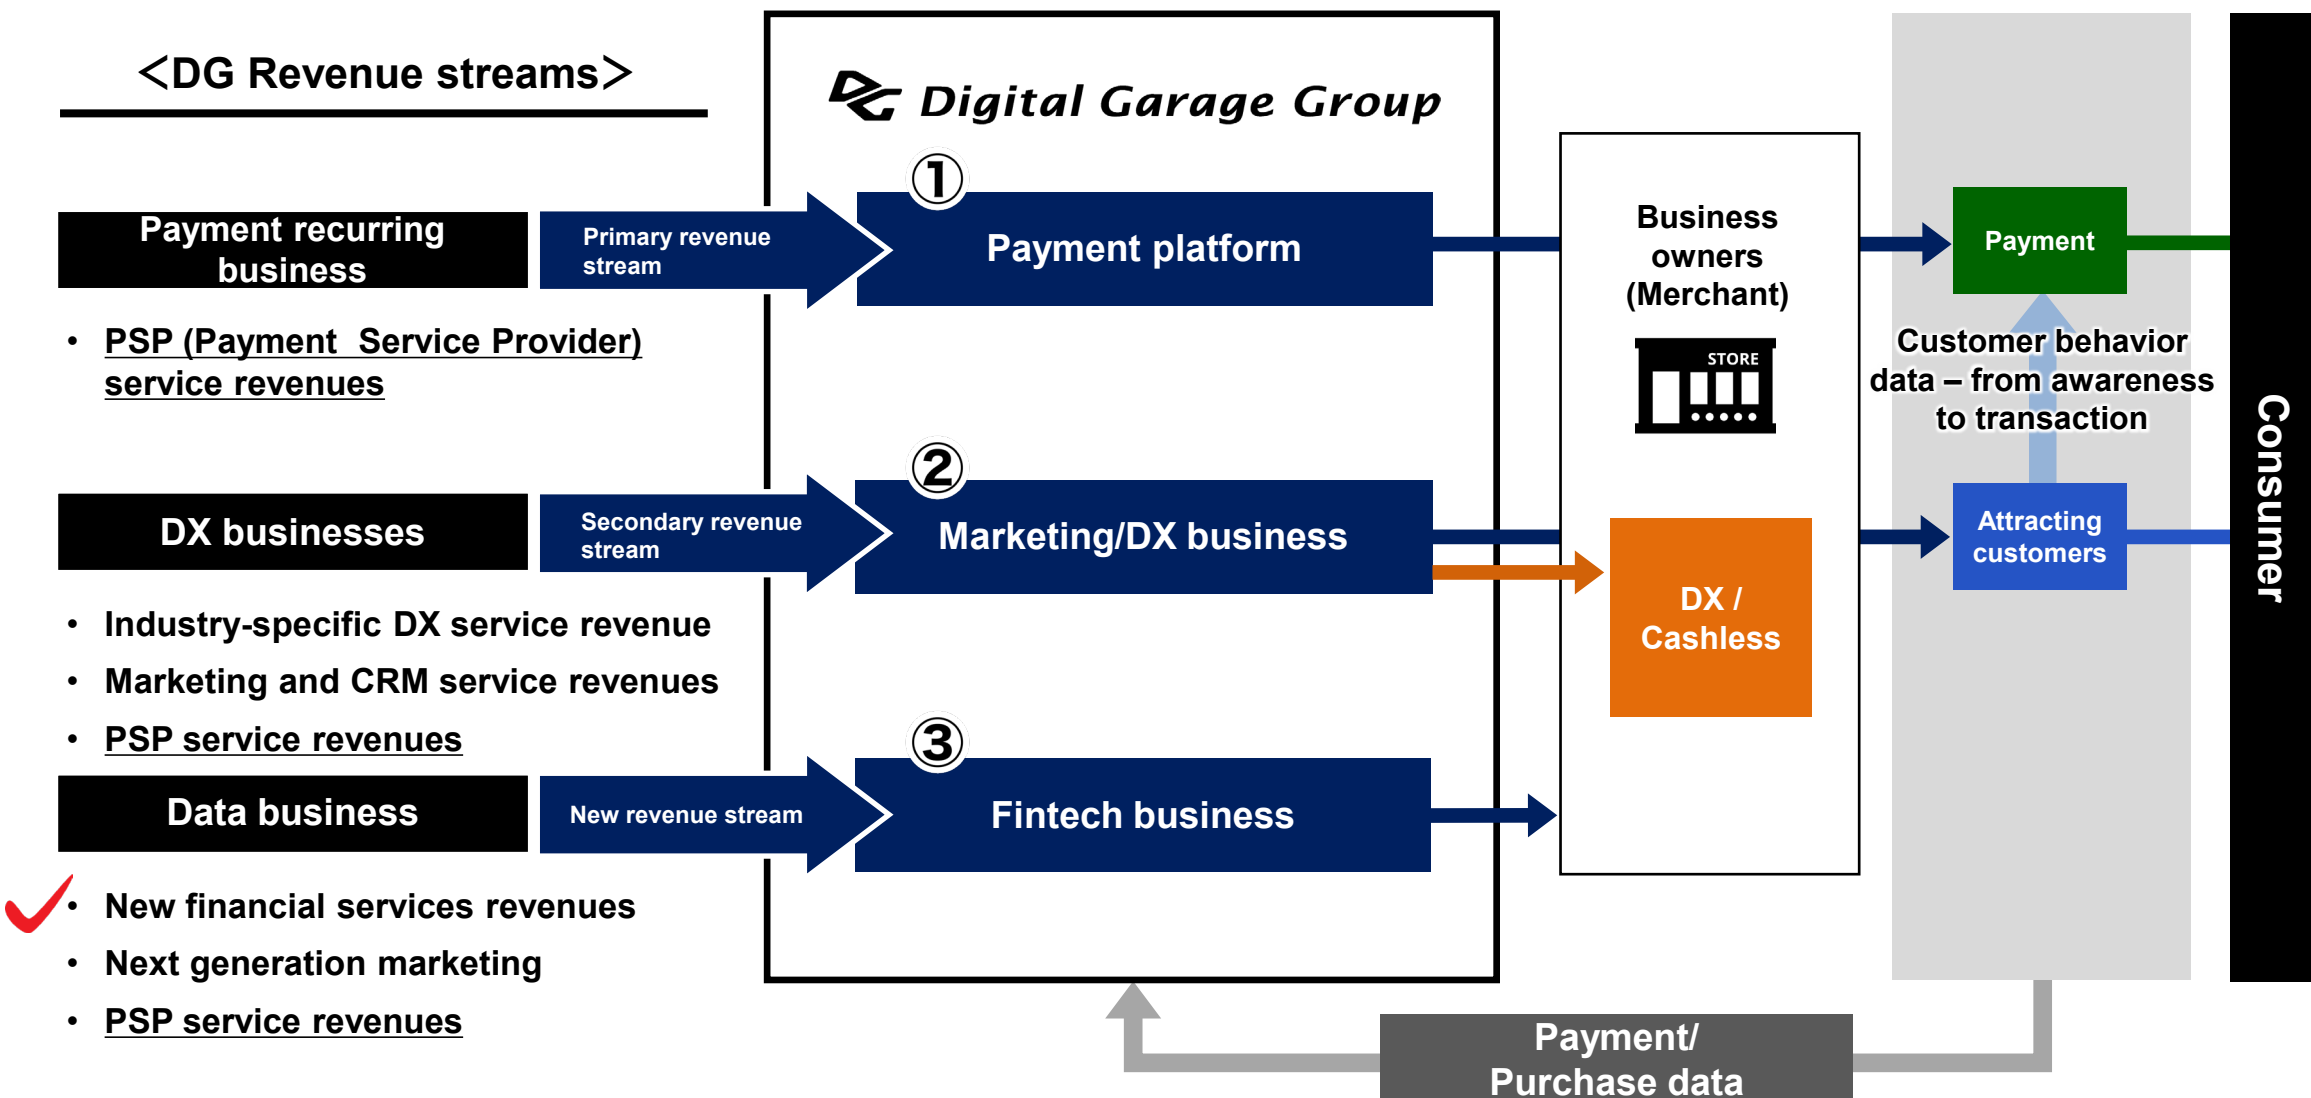 <DG Revenue streams>
Payment recurring
business
Primary revenue
stream
• PSP (Payment Service Provider)
service revenues
DX businesses
Secondary revenue
stream
• Industry-specific DX service revenue
• Marketing and CRM service revenues
• PSP service revenues
Data business
New revenue stream
• New financial services revenues
• Next generation marketing
• PSP service revenues
DG Digital Garage Group
①
Payment platform
②
Marketing/DX business
③
Fintech business
Business
owners
(Merchant)
STORE
DX /
Cashless
Payment
Customer behavior
data – from awareness
to transaction
Attracting
customers
Consumer
Payment/
Purchase data